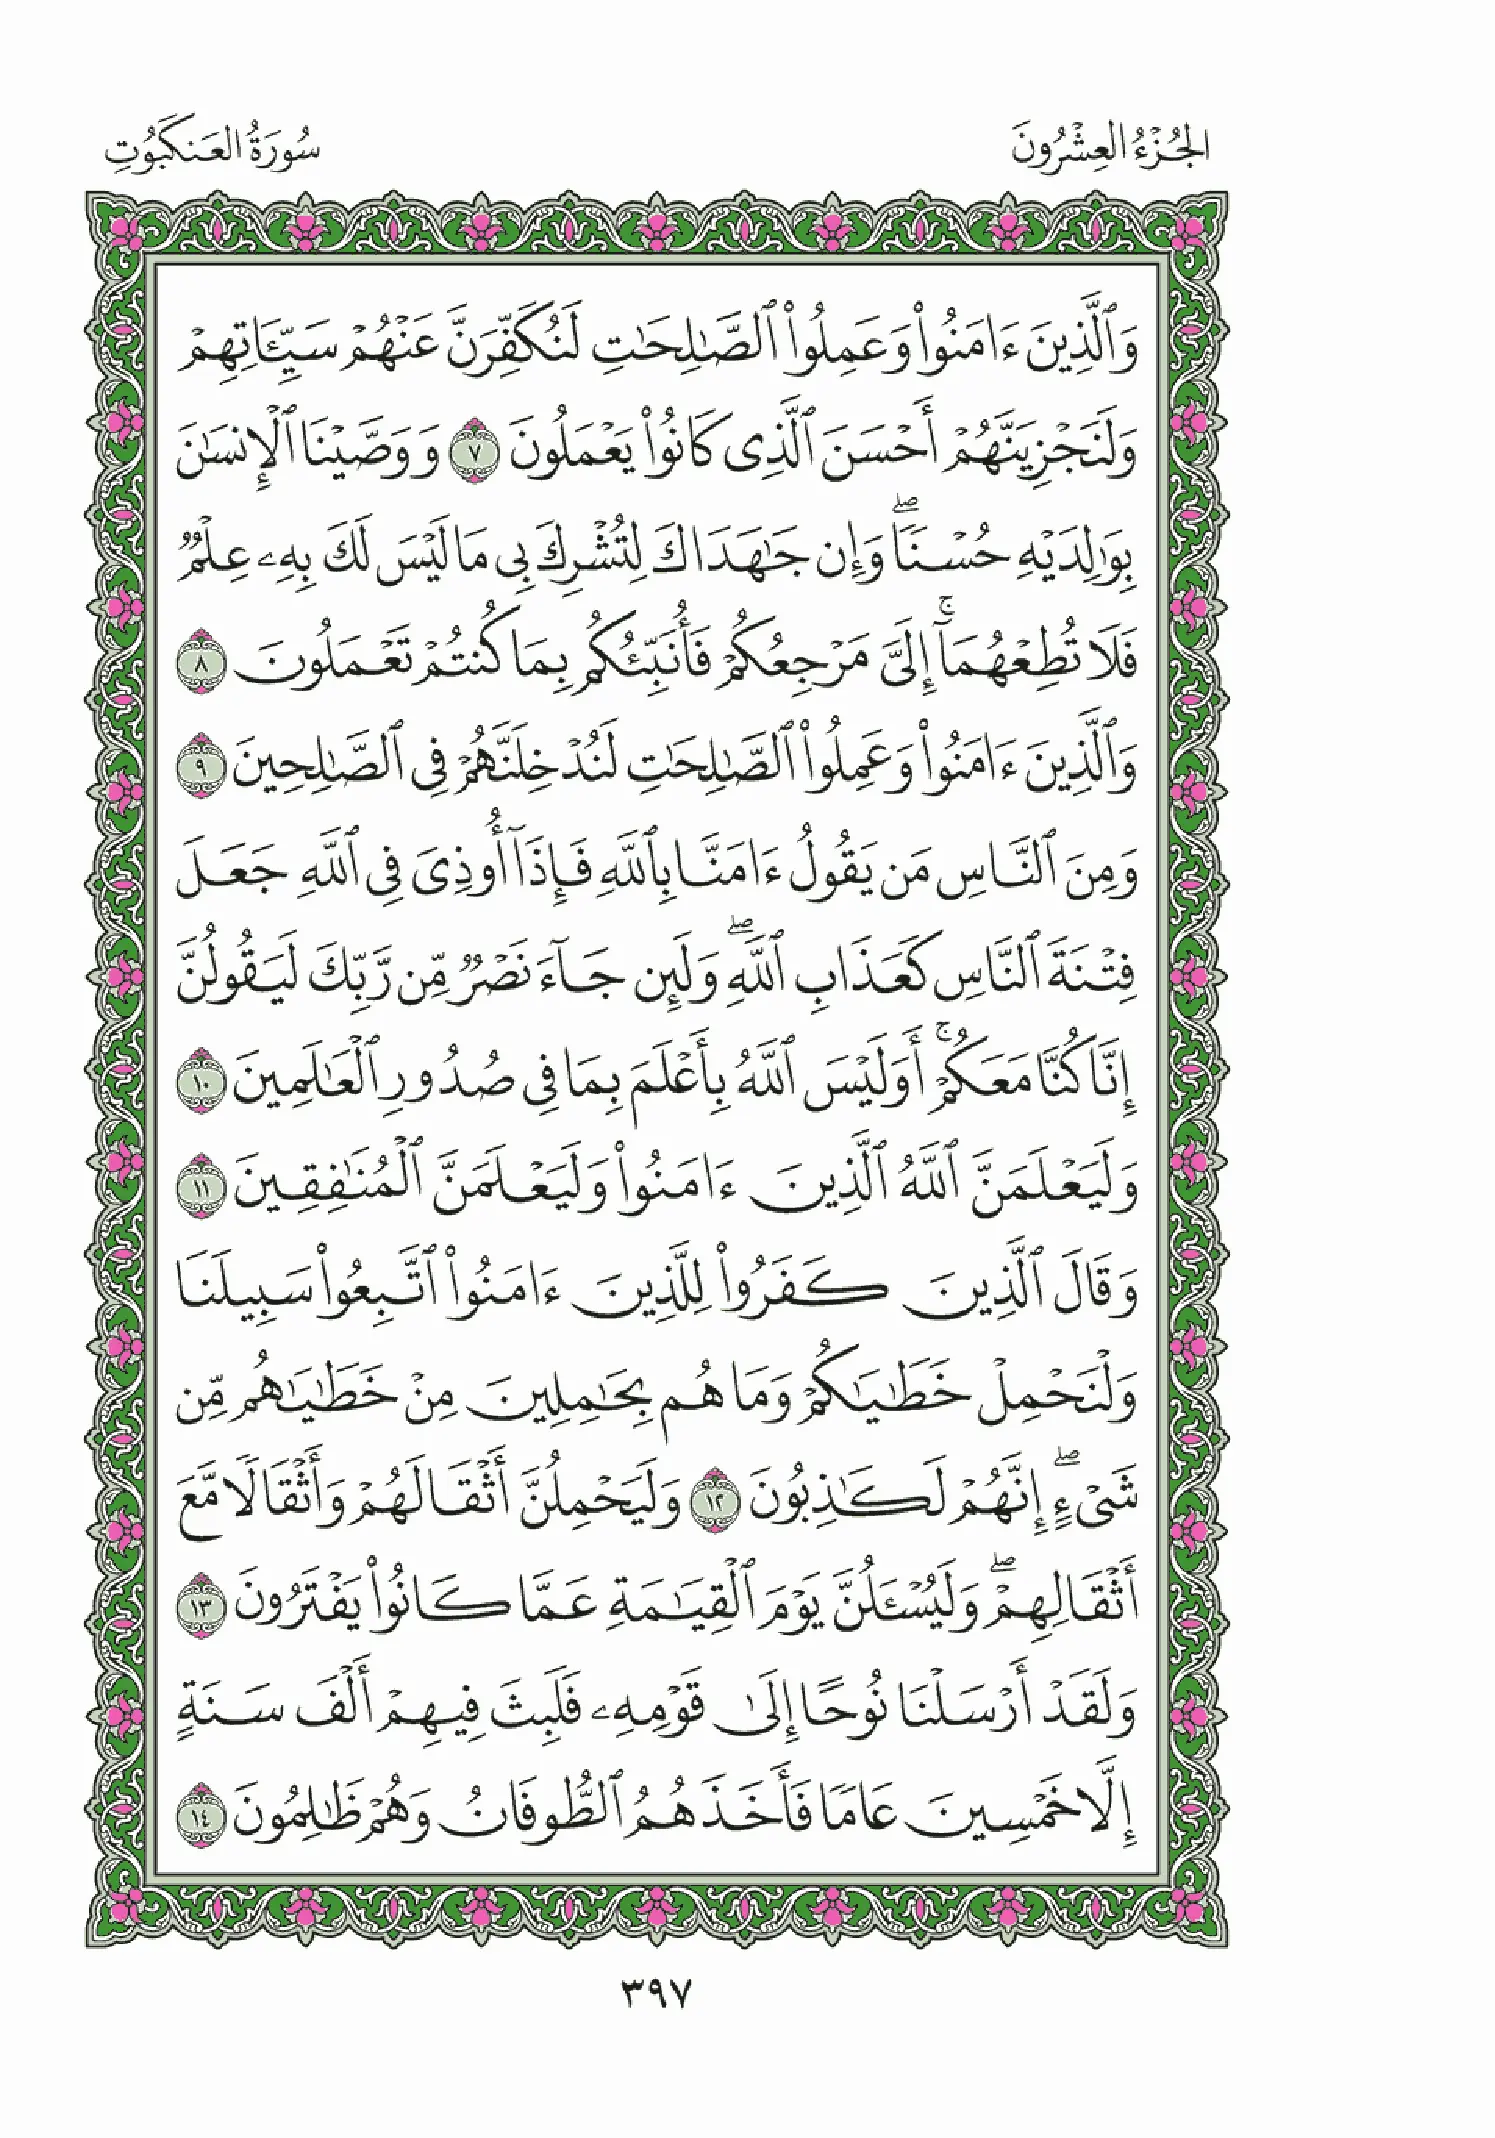 الجُزْءُ العِشْرُونَ
سُورَةُ العَنكَبُوتِ
وَٱلَّذِينَ ءَامَنُوا۟ وَعَمِلُوا۟ ٱلصَّـٰلِحَـٰتِ لَنُكَفِّرَنَّ عَنْهُمْ سَيِّـَٔاتِهِمْ
وَلَنَجْزِيَنَّهُمْ أَحْسَنَ ٱلَّذِى كَانُوا۟ يَعْمَلُونَ ٧ وَوَصَّيْنَا ٱلْإِنسَـٰنَ
بِوَٰلِدَيْهِ حُسْنًا ۖ وَإِن جَـٰهَدَاكَ لِتُشْرِكَ بِى مَا لَيْسَ لَكَ بِهِۦ عِلْمٌ
فَلَا تُطِعْهُمَآ ۚ إِلَىَّ مَرْجِعُكُمْ فَأُنَبِّئُكُم بِمَا كُنتُمْ تَعْمَلُونَ ٨
وَٱلَّذِينَ ءَامَنُوا۟ وَعَمِلُوا۟ ٱلصَّـٰلِحَـٰتِ لَنُدْخِلَنَّهُمْ فِى ٱلصَّـٰلِحِينَ ٩
وَمِنَ ٱلنَّاسِ مَن يَقُولُ ءَامَنَّا بِٱللَّهِ فَإِذَآ أُوذِىَ فِى ٱللَّهِ جَعَلَ
فِتْنَةَ ٱلنَّاسِ كَعَذَابِ ٱللَّهِ ۖ وَلَئِن جَآءَ نَصْرٌ مِّن رَّبِّكَ لَيَقُولُنَّ
إِنَّا كُنَّا مَعَكُمْ ۚ أَوَلَيْسَ ٱللَّهُ بِأَعْلَمَ بِمَا فِى صُدُورِ ٱلْعَـٰلَمِينَ ١٠
وَلَيَعْلَمَنَّ ٱللَّهُ ٱلَّذِينَ ءَامَنُوا۟ وَلَيَعْلَمَنَّ ٱلْمُنَـٰفِقِينَ ١١
وَقَالَ ٱلَّذِينَ كَفَرُوا۟ لِلَّذِينَ ءَامَنُوا۟ ٱتَّبِعُوا۟ سَبِيلَنَا
وَلْنَحْمِلْ خَطَـٰيَـٰكُمْ وَمَا هُم بِحَـٰمِلِينَ مِنْ خَطَـٰيَـٰهُم مِّن
شَىْءٍ ۖ إِنَّهُمْ لَكَـٰذِبُونَ ١٢ وَلَيَحْمِلُنَّ أَثْقَالَهُمْ وَأَثْقَالًا مَّعَ
أَثْقَالِهِمْ ۖ وَلَيُسْـَٔلُنَّ يَوْمَ ٱلْقِيَـٰمَةِ عَمَّا كَانُوا۟ يَفْتَرُونَ ١٣
وَلَقَدْ أَرْسَلْنَا نُوحًا إِلَىٰ قَوْمِهِۦ فَلَبِثَ فِيهِمْ أَلْفَ سَنَةٍ
إِلَّا خَمْسِينَ عَامًا فَأَخَذَهُمُ ٱلطُّوفَانُ وَهُمْ ظَـٰلِمُونَ ١٤
٣٩٧